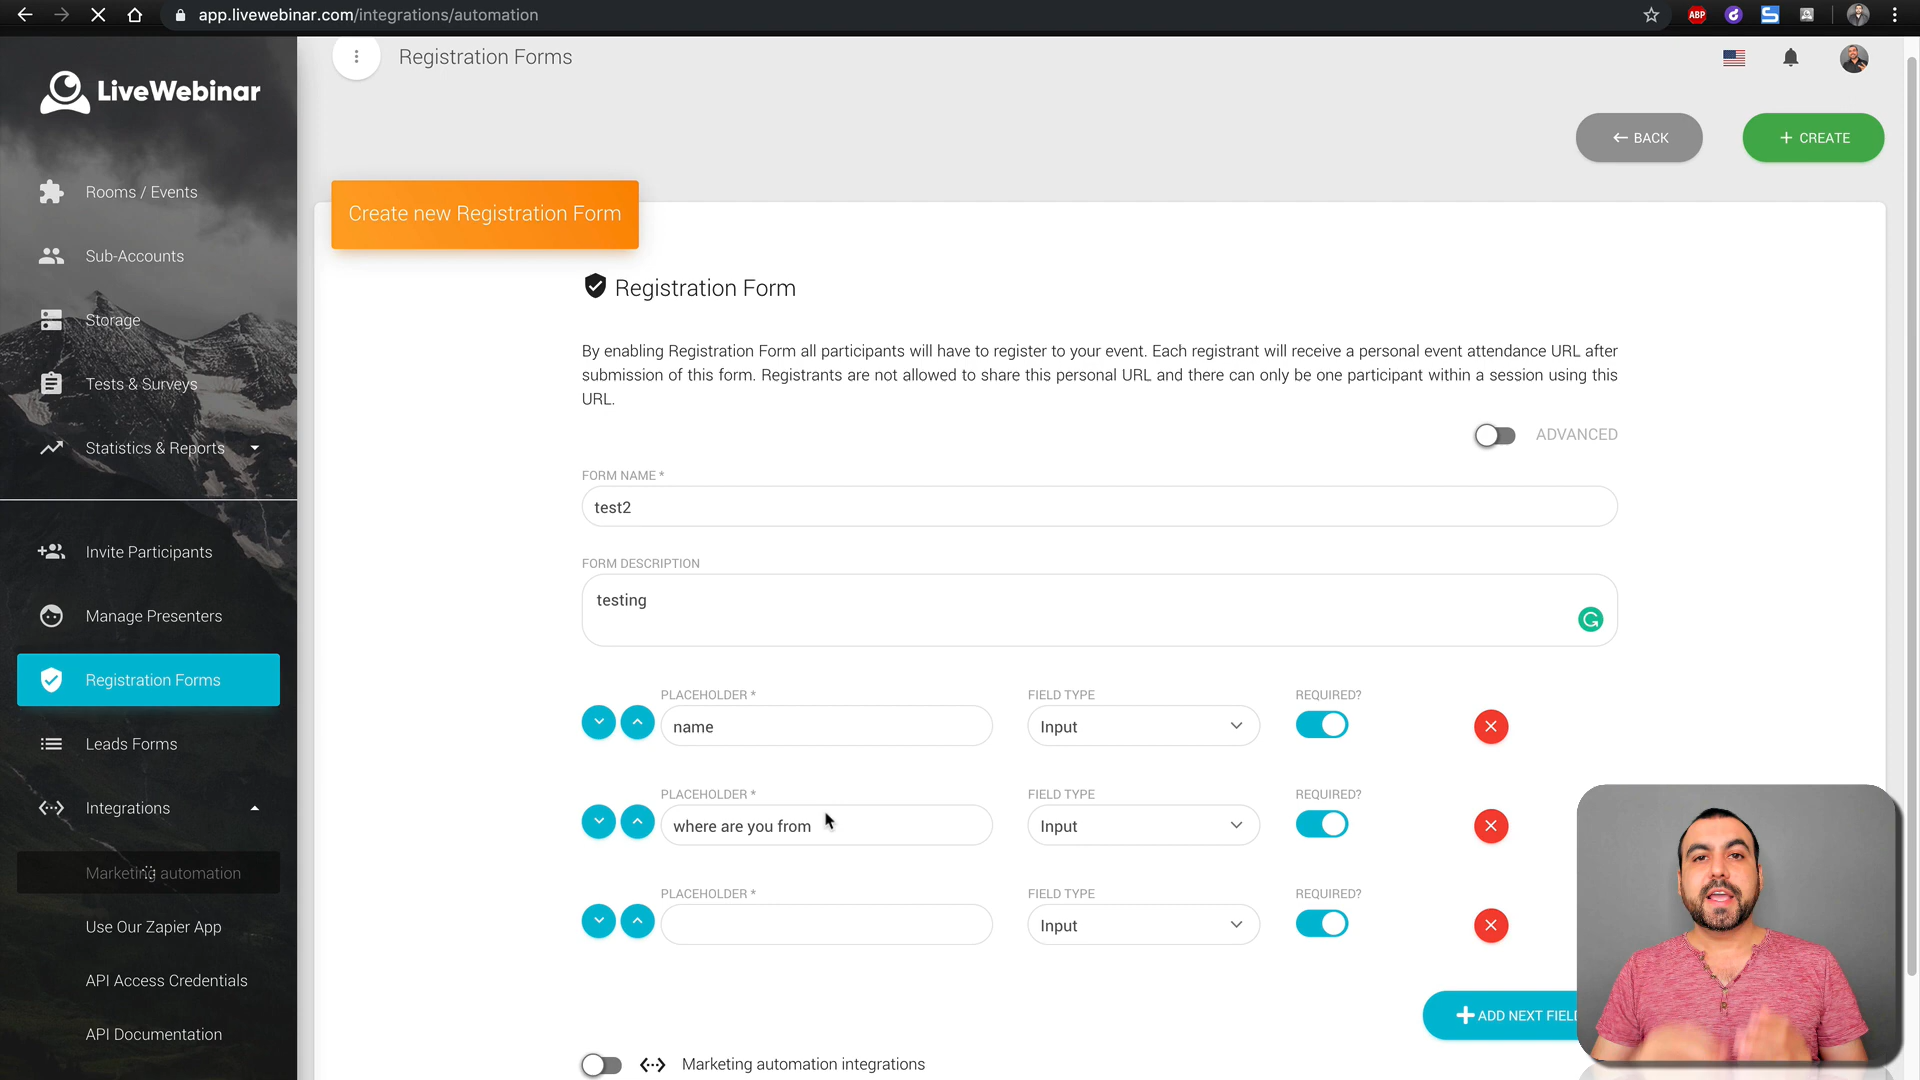 app.livewebinar.com/integrations/automation
ABP
LiveWebinar
Registration Forms
← BACK
+ CREATE
Rooms / Events
Sub-Accounts
Storage
Tests & Surveys
Statistics & Reports
Invite Participants
Manage Presenters
Registration Forms
Leads Forms
Integrations
Marketing automation
Use Our Zapier App
API Access Credentials
API Documentation
Create new Registration Form
Registration Form
By enabling Registration Form all participants will have to register to your event. Each registrant will receive a personal event attendance URL after
submission of this form. Registrants are not allowed to share this personal URL and there can only be one participant within a session using this
URL.
ADVANCED
FORM NAME *
test2
FORM DESCRIPTION
testing
PLACEHOLDER * FIELD TYPE REQUIRED?
name Input
PLACEHOLDER * FIELD TYPE REQUIRED?
where are you from Input
PLACEHOLDER * FIELD TYPE REQUIRED?
Input
+ ADD NEXT FIEL
Marketing automation integrations